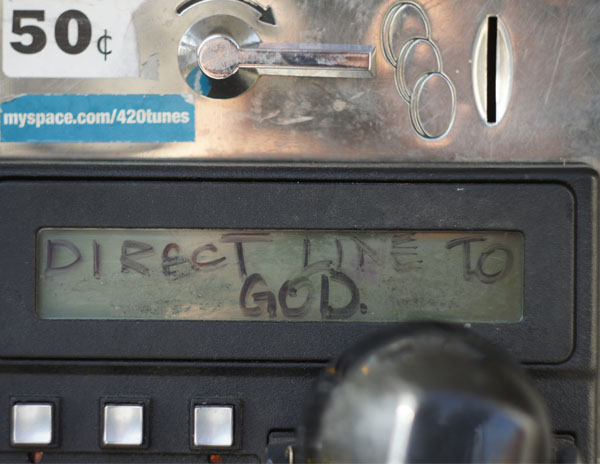 50¢
myspace.com/420tunes
DIRECT LINE TO
GOD.